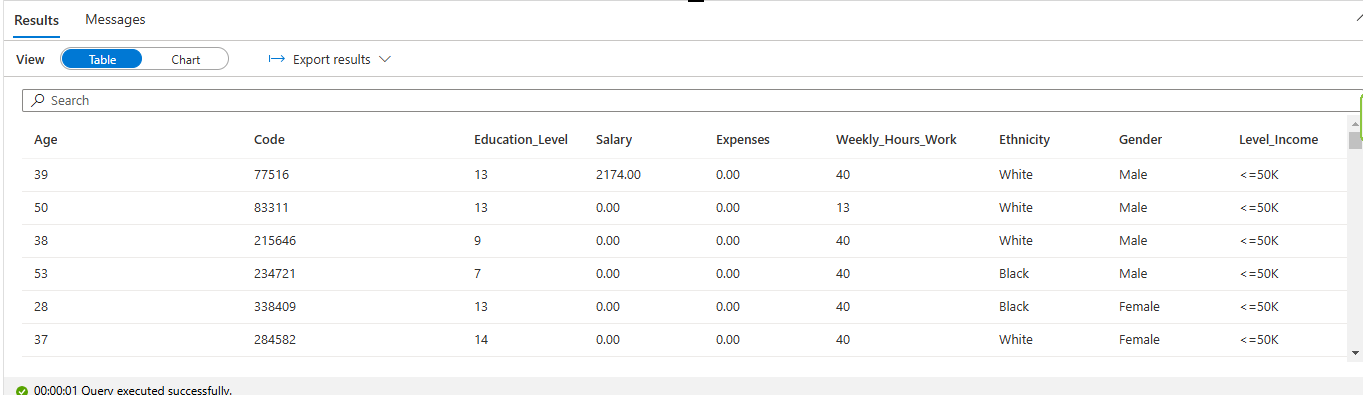 Results Messages
View Table Chart Export results
Search
Age Code Education_Level Salary Expenses Weekly_Hours_Work Ethnicity Gender Level_Income
39 77516 13 2174.00 0.00 40 White Male <=50K
50 83311 13 0.00 0.00 13 White Male <=50K
38 215646 9 0.00 0.00 40 White Male <=50K
53 234721 7 0.00 0.00 40 Black Male <=50K
28 338409 13 0.00 0.00 40 Black Female <=50K
37 284582 14 0.00 0.00 40 White Female <=50K
00:00:01 Query executed successfully.